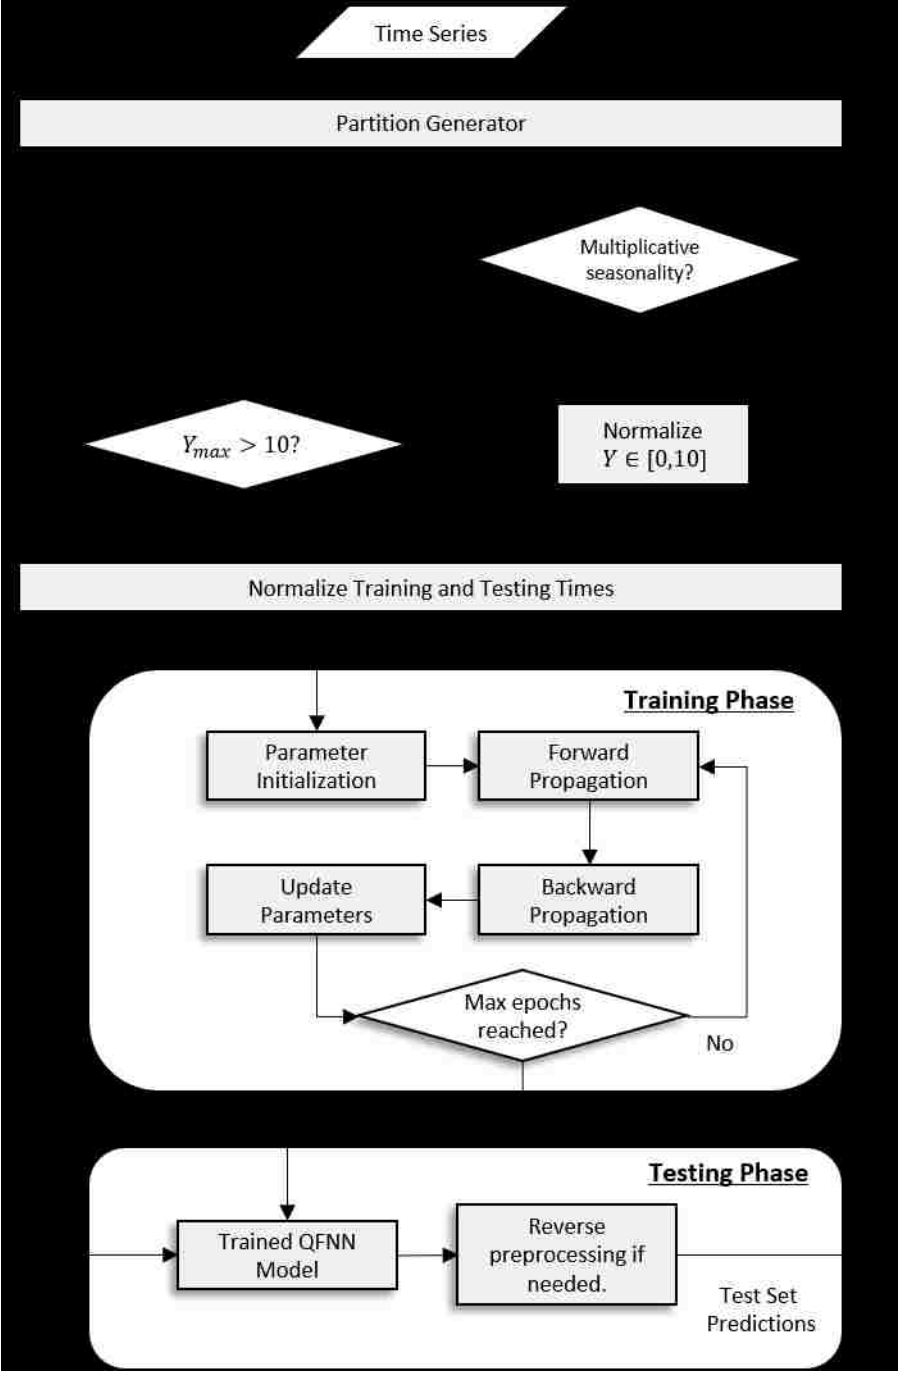 Time Series
Partition Generator
Multiplicative
seasonality?
Y_max > 10?
Normalize
Y ∈ [0,10]
Normalize Training and Testing Times
Training Phase
Parameter
Initialization
Forward
Propagation
Update
Parameters
Backward
Propagation
Max epochs
reached?
No
Testing Phase
Trained QFNN
Model
Reverse
preprocessing if
needed.
Test Set
Predictions